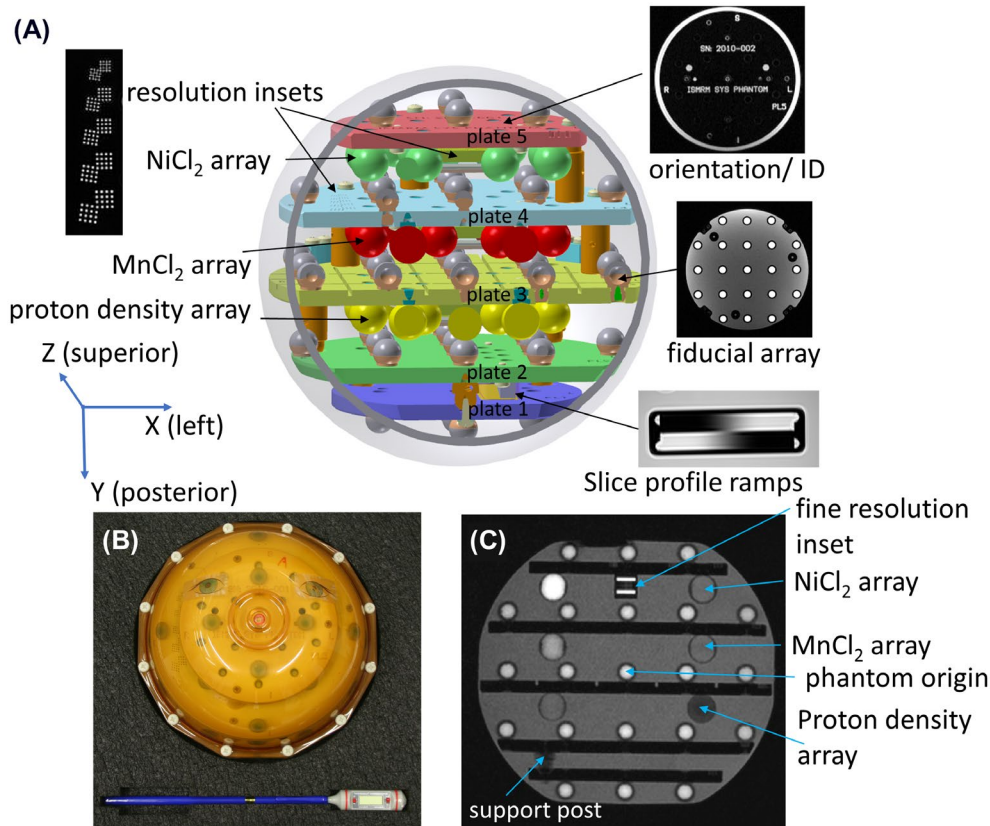 (A)
resolution insets
NiCl2 array
MnCl2 array
proton density array
Z (superior)
X (left)
Y (posterior)
plate 5
plate 4
plate 3
plate 2
plate 1
S
SN: 2010-002
R ISMRM SYS PHANTOM L
PL5
I
orientation/ ID
fiducial array
Slice profile ramps
(B)
(C)
fine resolution
inset
NiCl2 array
MnCl2 array
phantom origin
Proton density
array
support post